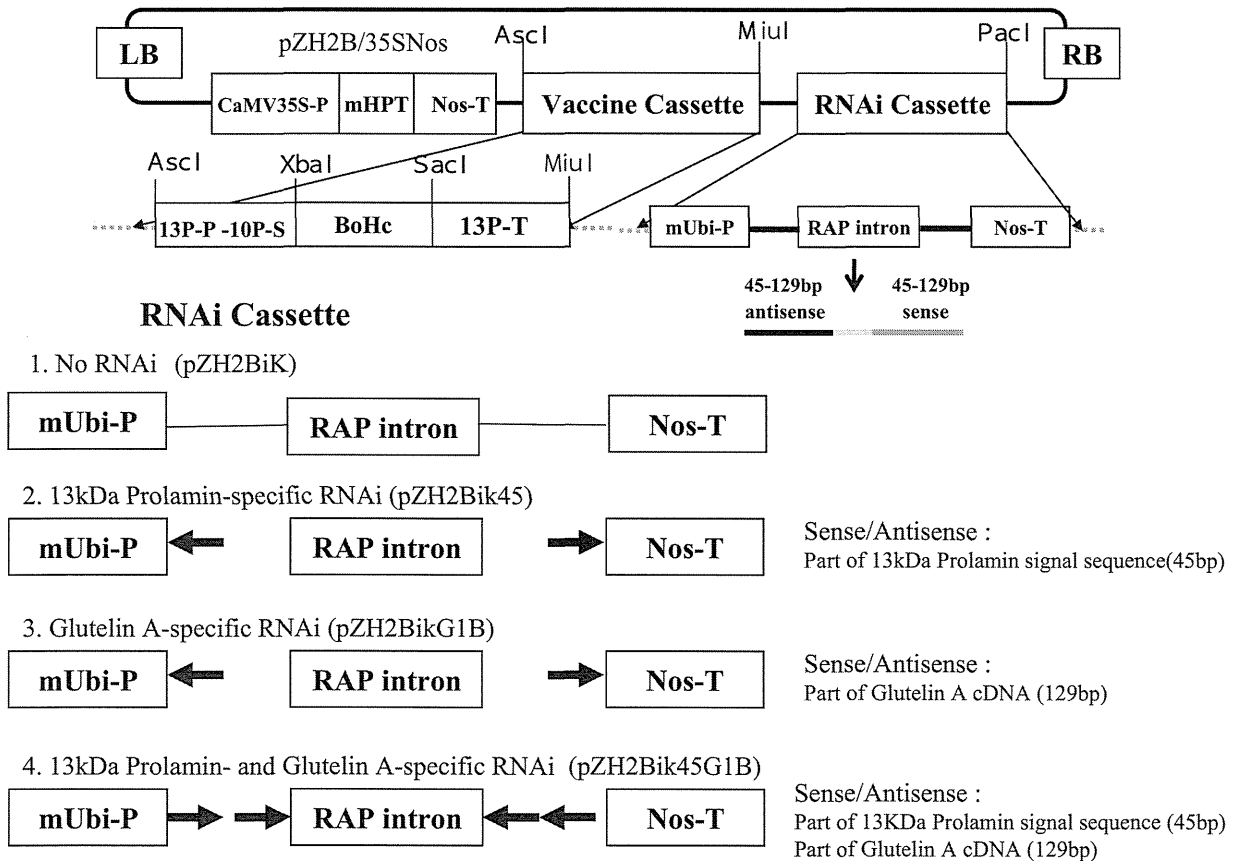 pZH2B/35SNos
AscI
MiuI
PacI
LB
RB
CaMV35S-P
mHPT
Nos-T
Vaccine Cassette
RNAi Cassette
AscI
XbaI
SacI
MiuI
13P-P -10P-S
BoHc
13P-T
mUbi-P
RAP intron
Nos-T
45-129bp
antisense
45-129bp
sense
RNAi Cassette
1. No RNAi (pZH2BiK)
mUbi-P
RAP intron
Nos-T
2. 13kDa Prolamin-specific RNAi (pZH2Bik45)
mUbi-P
RAP intron
Nos-T
Sense/Antisense :
Part of 13kDa Prolamin signal sequence(45bp)
3. Glutelin A-specific RNAi (pZH2BikG1B)
mUbi-P
RAP intron
Nos-T
Sense/Antisense :
Part of Glutelin A cDNA (129bp)
4. 13kDa Prolamin- and Glutelin A-specific RNAi (pZH2Bik45G1B)
mUbi-P
RAP intron
Nos-T
Sense/Antisense :
Part of 13KDa Prolamin signal sequence (45bp)
Part of Glutelin A cDNA (129bp)